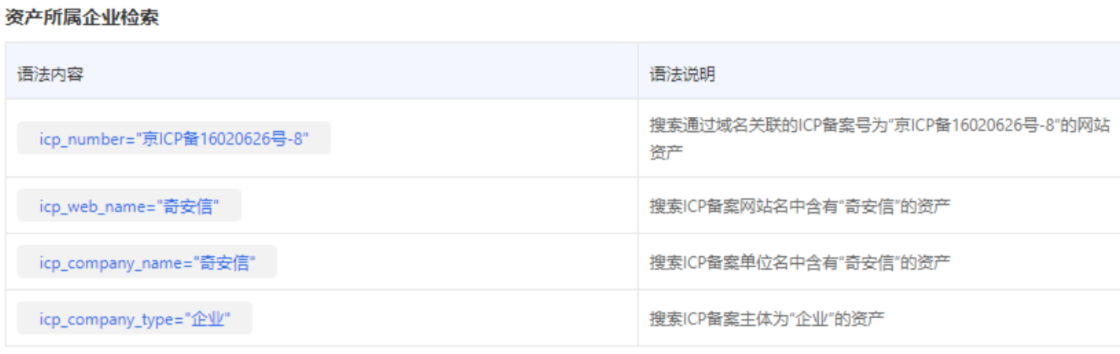 资产所属企业检索
语法内容
语法说明
icp_number="京ICP备16020626号-8"
搜索通过域名关联的ICP备案号为"京ICP备16020626号-8"的网站
资产
icp_web_name="奇安信"
搜索ICP备案网站名中含有"奇安信"的资产
icp_company_name="奇安信"
搜索ICP备案单位名中含有"奇安信"的资产
icp_company_type="企业"
搜索ICP备案主体为"企业"的资产